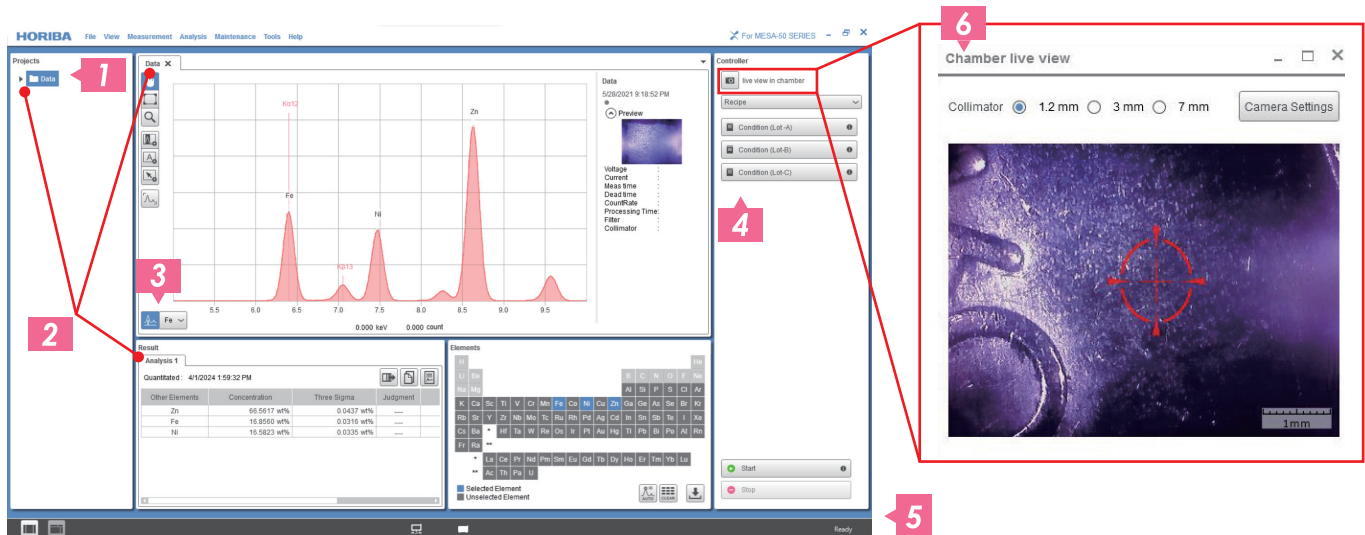 HORIBA File View Measurement Analysis Maintenance Tools Help
For MESA-50 SERIES
Projects
Data
1
2
Data
3
Kα12
Fe
Kβ13
Ni
Zn
5.5 6.0 6.5 7.0 7.5 8.0 8.5 9.0 9.5
Fe
0.000 keV 0.000 count
Data
5/28/2021 9:18:52 PM
Preview
Voltage :
Current :
Meas time :
Dead time :
CountRate :
Processing Time:
Filter :
Collimator :
Result
Analysis 1
Quantitated : 4/1/2024 1:59:32 PM
Other Elements Concentration Three Sigma Judgment
Zn 66.5617 wt% 0.0437 wt% ----
Fe 16.8560 wt% 0.0316 wt% ----
Ni 16.5823 wt% 0.0335 wt% ----
Elements
H He
Li Be B C N O F Ne
Na Mg Al Si P S Cl Ar
K Ca Sc Ti V Cr Mn Fe Co Ni Cu Zn Ga Ge As Se Br Kr
Rb Sr Y Zr Nb Mo Tc Ru Rh Pd Ag Cd In Sn Sb Te I Xe
Cs Ba * Hf Ta W Re Os Ir Pt Au Hg Tl Pb Bi Po At Rn
Fr Ra **
* La Ce Pr Nd Pm Sm Eu Gd Tb Dy Ho Er Tm Yb Lu
** Ac Th Pa U
Selected Element
Unselected Element
AUTO CLEAR
Controller
live view in chamber
Recipe
Condition (Lot -A)
Condition (Lot-B)
Condition (Lot-C)
4
Start
Stop
5
Ready
6
Chamber live view
Collimator 1.2 mm 3 mm 7 mm Camera Settings
1mm